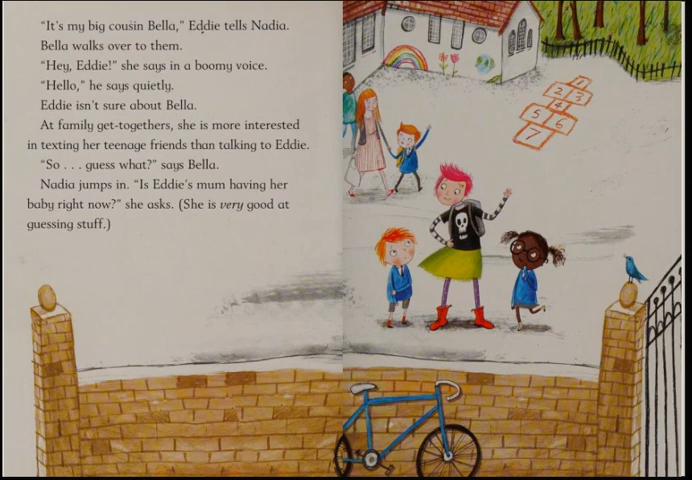 “It’s my big cousin Bella,” Eddie tells Nadia.
Bella walks over to them.
“Hey, Eddie!” she says in a boomy voice.
“Hello,” he says quietly.
Eddie isn’t sure about Bella.
At family get-togethers, she is more interested
in texting her teenage friends than talking to Eddie.
“So . . . guess what?” says Bella.
Nadia jumps in. “Is Eddie’s mum having her
baby right now?” she asks. (She is very good at
guessing stuff.)
1
2 3
4
5 6
7